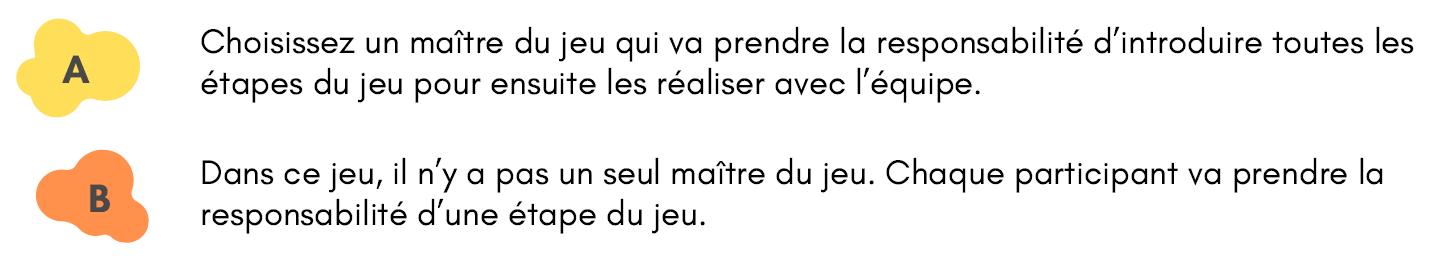 A
Choisissez un maître du jeu qui va prendre la responsabilité d’introduire toutes les
étapes du jeu pour ensuite les réaliser avec l’équipe.
B
Dans ce jeu, il n’y a pas un seul maître du jeu. Chaque participant va prendre la
responsabilité d’une étape du jeu.